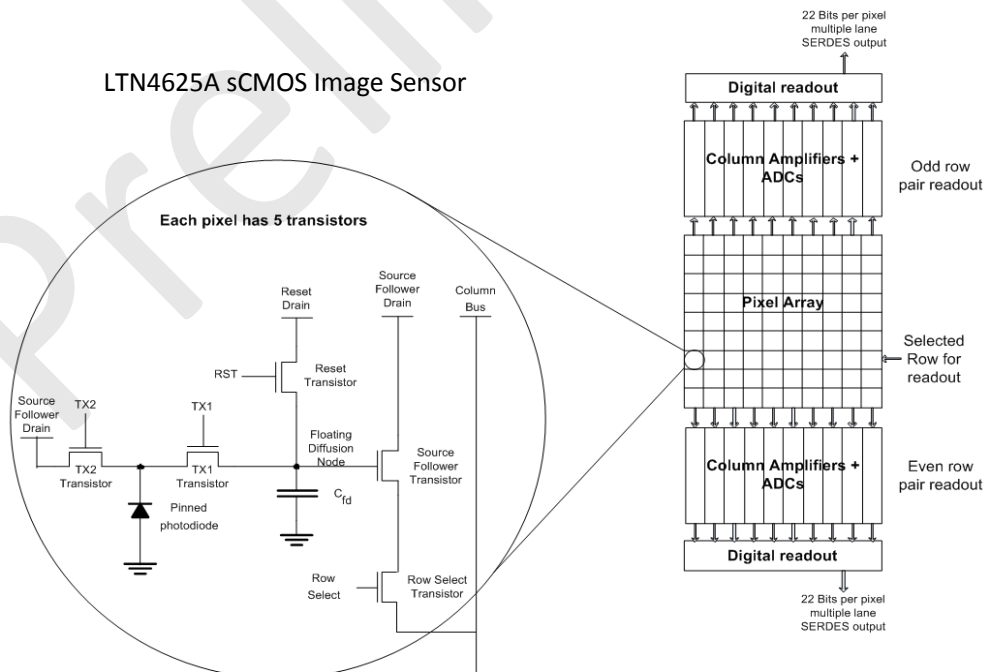 LTN4625A sCMOS Image Sensor
Each pixel has 5 transistors
Reset
Drain
Source
Follower
Drain
Column
Bus
RST
Reset
Transistor
Source
Follower
Drain
TX2
TX1
Floating
Diffusion
Node
TX2
Transistor
TX1
Transistor
Source
Follower
Transistor
Cfd
Pinned
photodiode
Row
Select
Row Select
Transistor
22 Bits per pixel
multiple lane
SERDES output
Digital readout
Column Amplifiers +
ADCs
Odd row
pair readout
Pixel Array
Selected
Row for
readout
Column Amplifiers +
ADCs
Even row
pair readout
Digital readout
22 Bits per pixel
multiple lane
SERDES output